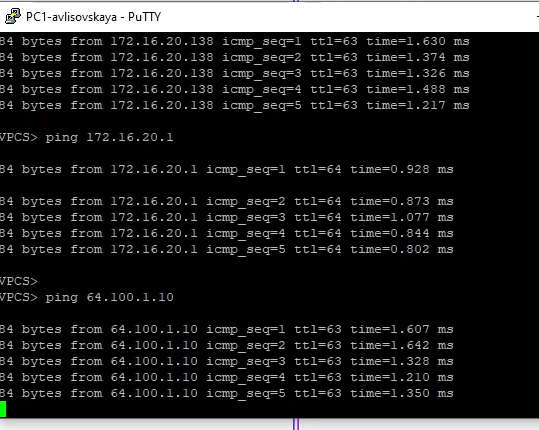 PC1-avlisovskaya - PuTTY
84 bytes from 172.16.20.138 icmp_seq=1 ttl=63 time=1.630 ms
84 bytes from 172.16.20.138 icmp_seq=2 ttl=63 time=1.374 ms
84 bytes from 172.16.20.138 icmp_seq=3 ttl=63 time=1.326 ms
84 bytes from 172.16.20.138 icmp_seq=4 ttl=63 time=1.488 ms
84 bytes from 172.16.20.138 icmp_seq=5 ttl=63 time=1.217 ms
VPCS> ping 172.16.20.1
84 bytes from 172.16.20.1 icmp_seq=1 ttl=64 time=0.928 ms
84 bytes from 172.16.20.1 icmp_seq=2 ttl=64 time=0.873 ms
84 bytes from 172.16.20.1 icmp_seq=3 ttl=64 time=1.077 ms
84 bytes from 172.16.20.1 icmp_seq=4 ttl=64 time=0.844 ms
84 bytes from 172.16.20.1 icmp_seq=5 ttl=64 time=0.802 ms
VPCS>
VPCS> ping 64.100.1.10
84 bytes from 64.100.1.10 icmp_seq=1 ttl=63 time=1.607 ms
84 bytes from 64.100.1.10 icmp_seq=2 ttl=63 time=1.642 ms
84 bytes from 64.100.1.10 icmp_seq=3 ttl=63 time=1.328 ms
84 bytes from 64.100.1.10 icmp_seq=4 ttl=63 time=1.210 ms
84 bytes from 64.100.1.10 icmp_seq=5 ttl=63 time=1.350 ms